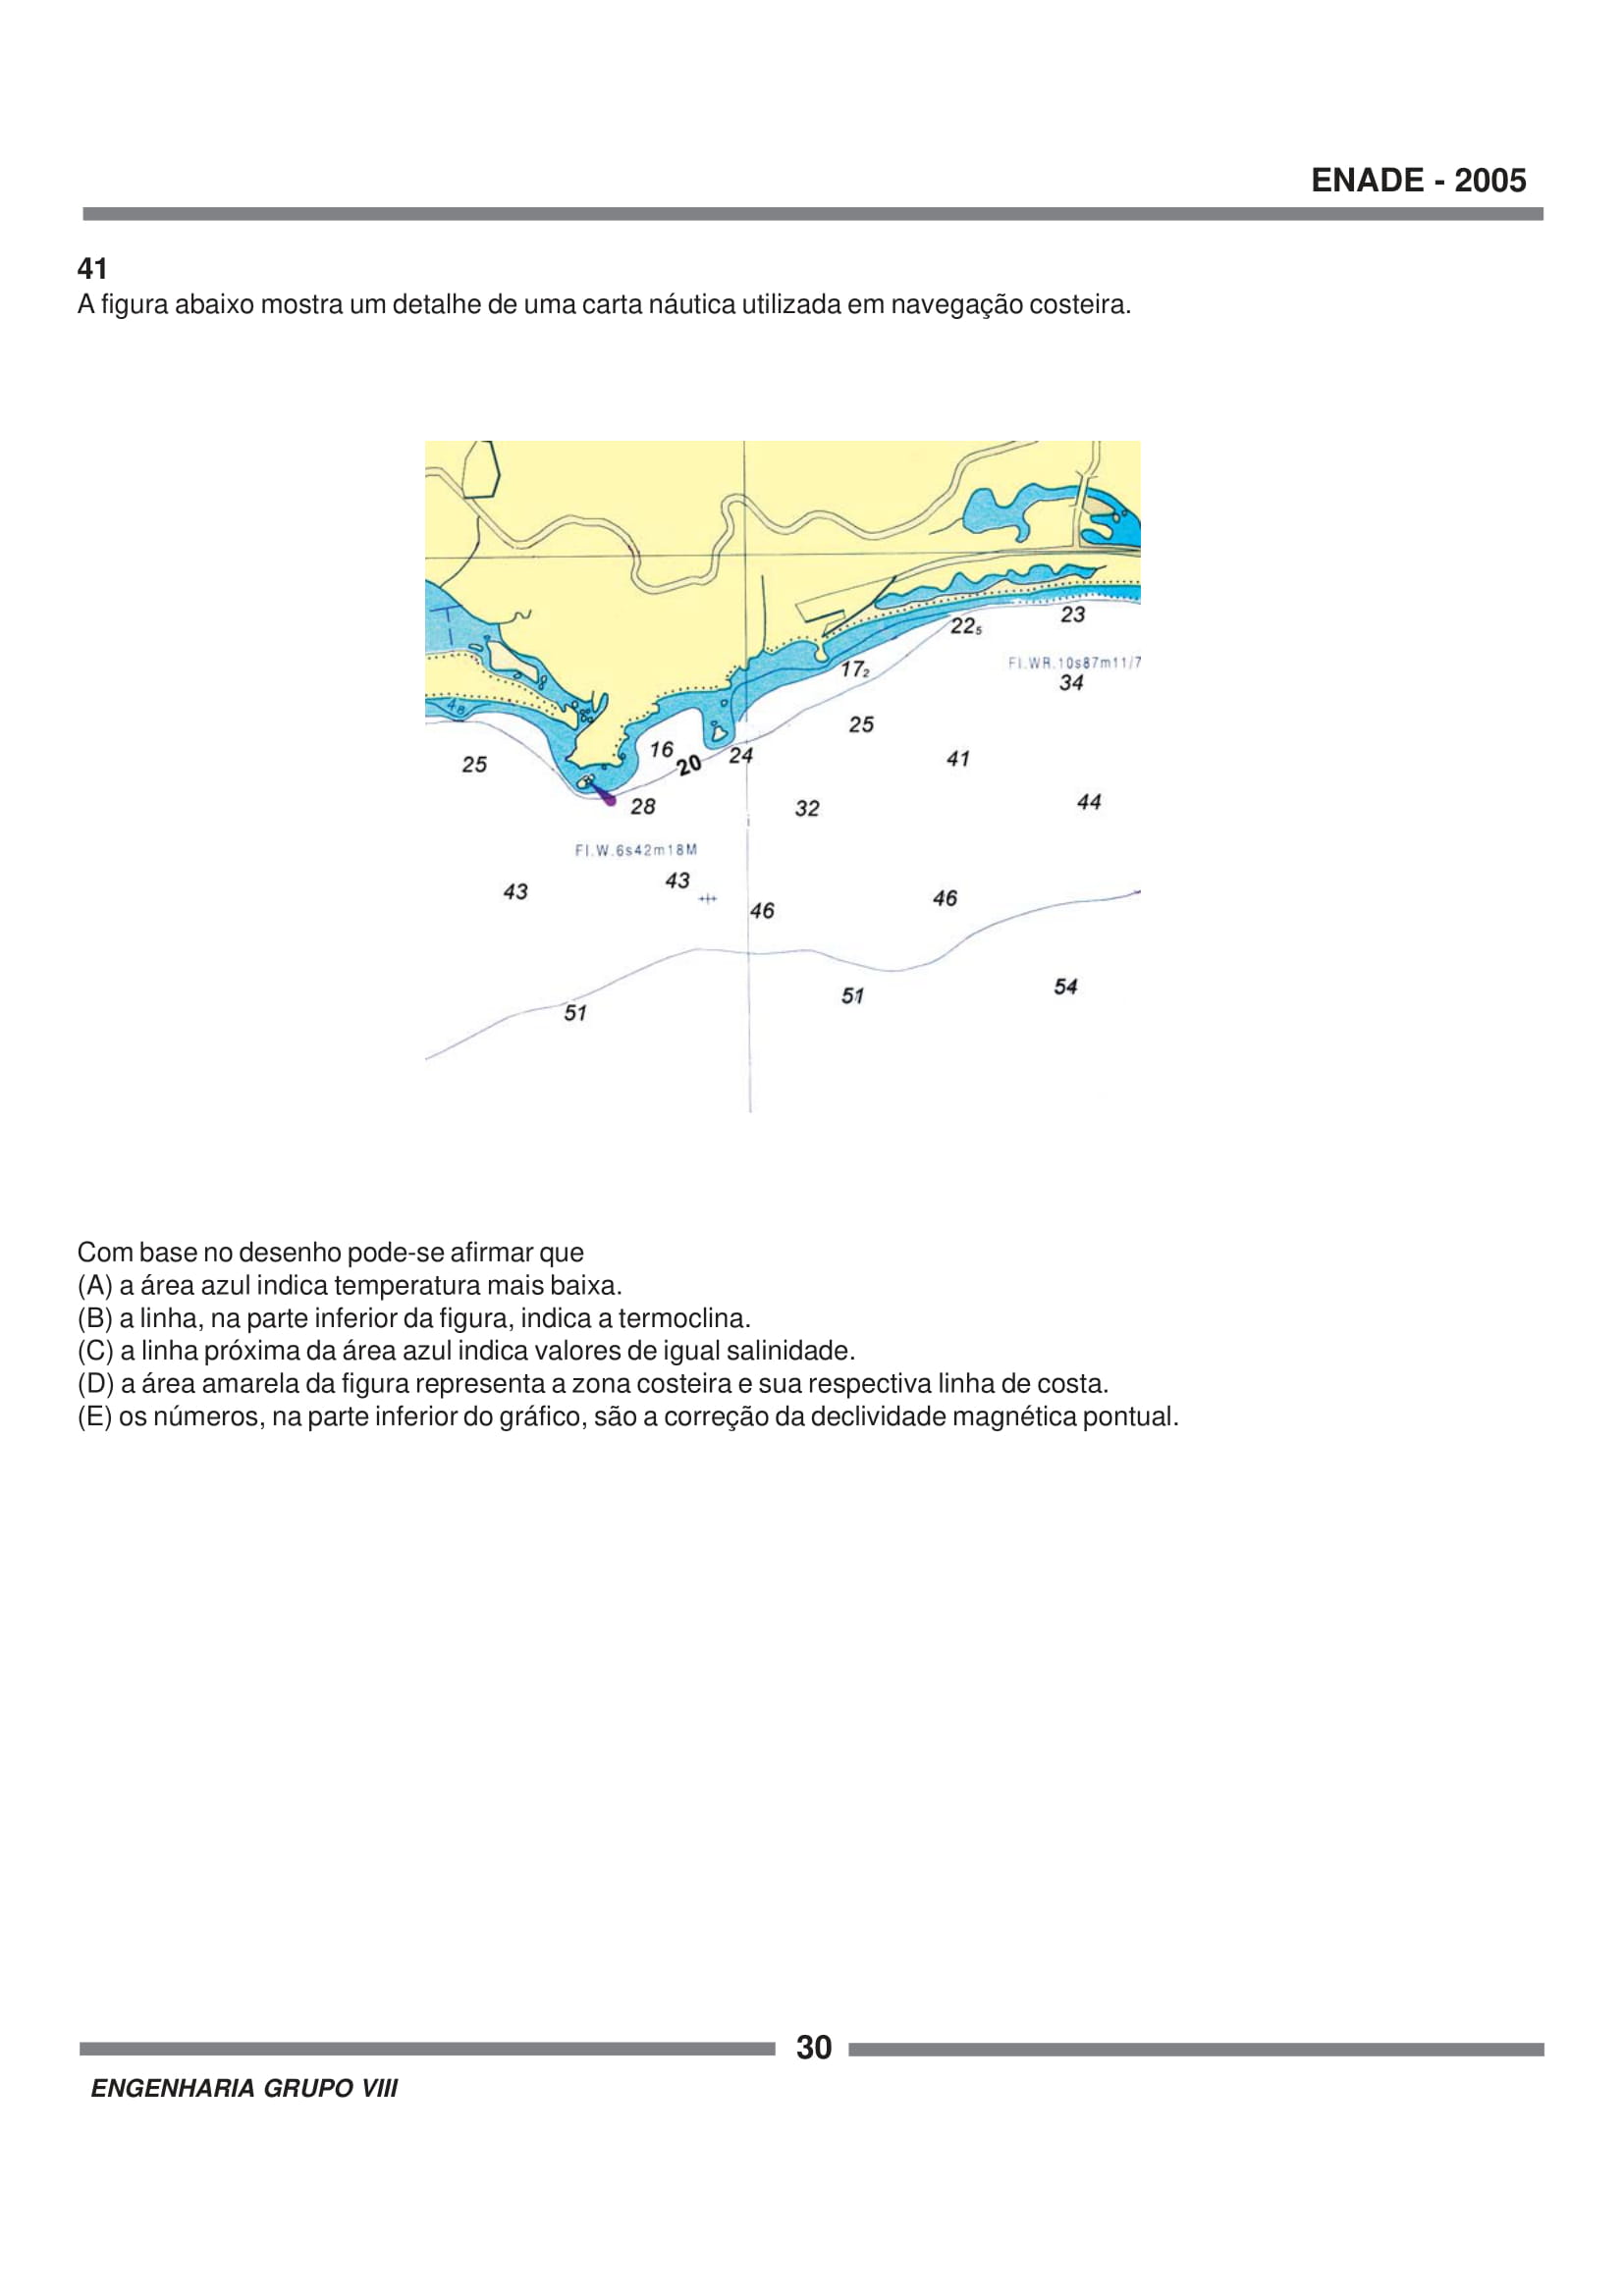 ENADE - 2005
41
A figura abaixo mostra um detalhe de uma carta náutica utilizada em navegação costeira.
22₅
23
17₂
Fl.WR.10s87m11/7
34
4₈
25
16
20
24
25
41
28
32
44
Fl.W.6s42m18M
43
43
46
46
51
51
54
Com base no desenho pode-se afirmar que
(A) a área azul indica temperatura mais baixa.
(B) a linha, na parte inferior da figura, indica a termoclina.
(C) a linha próxima da área azul indica valores de igual salinidade.
(D) a área amarela da figura representa a zona costeira e sua respectiva linha de costa.
(E) os números, na parte inferior do gráfico, são a correção da declividade magnética pontual.
30
ENGENHARIA GRUPO VIII